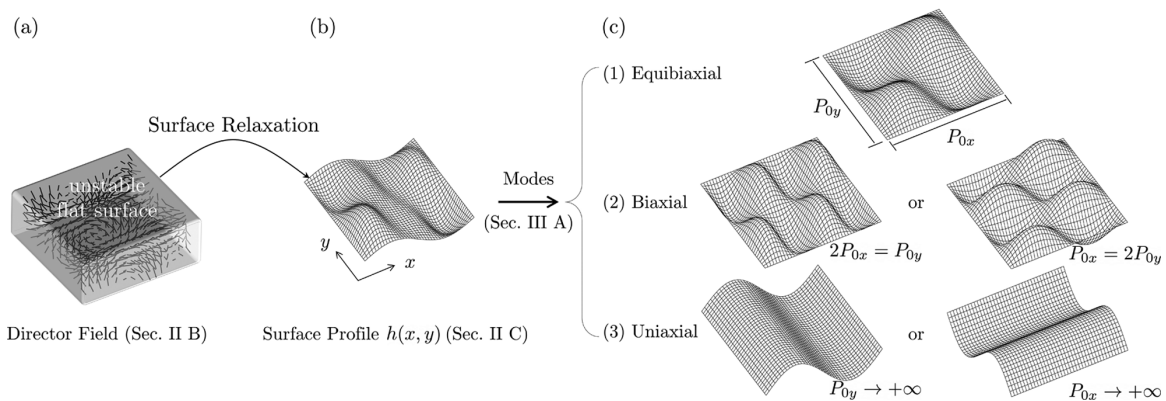 (a)
(b)
(c)
Surface Relaxation
unstable
flat surface
y
x
Director Field (Sec. II B)
Surface Profile h(x, y) (Sec. II C)
Modes
(Sec. III A)
(1) Equibiaxial
P₀y
P₀x
(2) Biaxial
or
2P₀x = P₀y
P₀x = 2P₀y
(3) Uniaxial
or
P₀y → +∞
P₀x → +∞